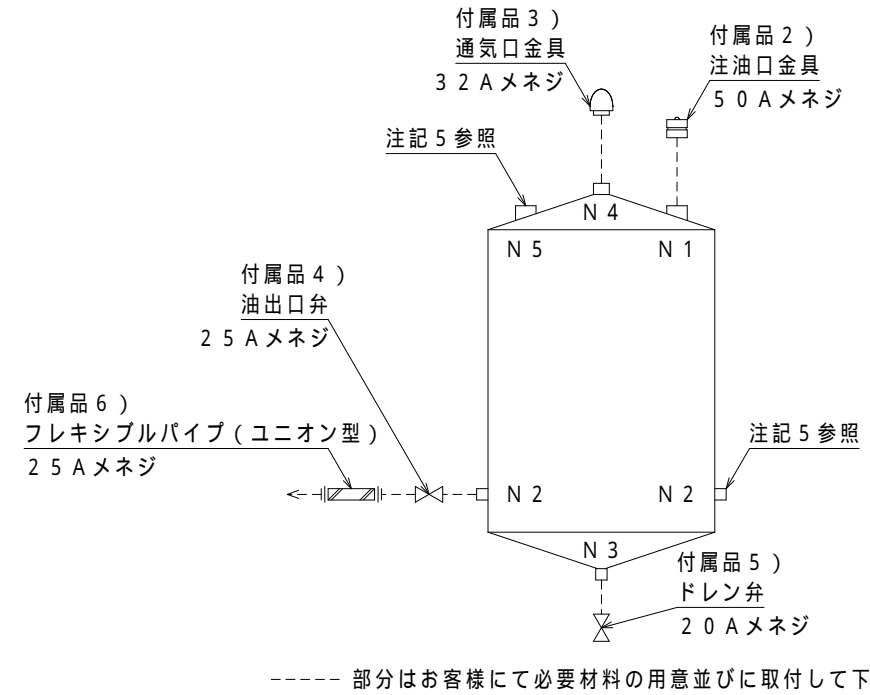 付属品３）
通気口金具
３２Ａメネジ
付属品２）
注油口金具
５０Ａメネジ
注記５参照
Ｎ４
Ｎ５
Ｎ１
付属品４）
油出口弁
２５Ａメネジ
付属品６）
フレキシブルパイプ（ユニオン型）
２５Ａメネジ
注記５参照
Ｎ２
Ｎ２
Ｎ３
付属品５）
ドレン弁
２０Ａメネジ
----- 部分はお客様にて必要材料の用意並びに取付して下